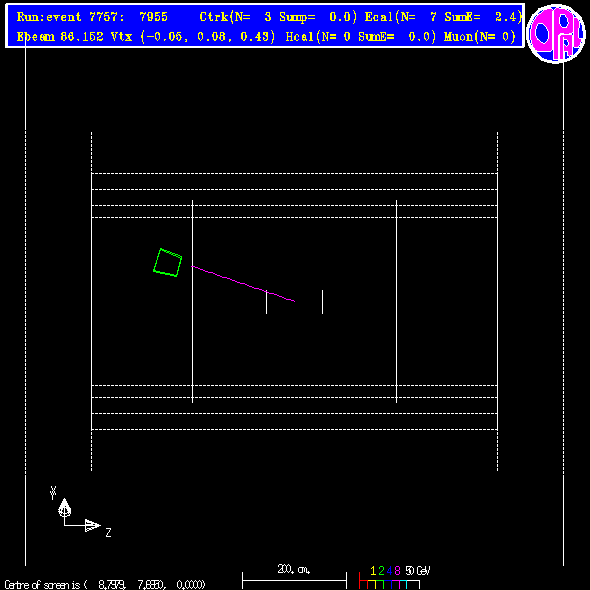 Run:event 7757: 7955 Ctrk(N= 3 Sump= 0.0) Ecal(N= 7 SumE= 2.4)
Ebeam 86.152 Vtx (-0.06, 0.08, 0.43) Hcal(N= 0 SumE= 0.0) Muon(N= 0)
OPAL
Y
X
Z
200. cm.
1 2 4 8 50 GeV
Centre of screen is ( 8.7979, 7.6950, 0.0000)